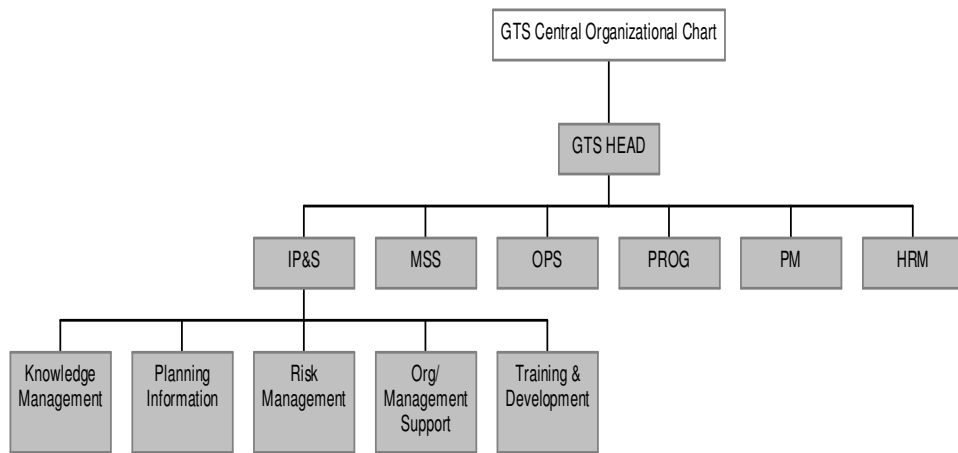 GTS Central Organizational Chart
GTS HEAD
IP&S
MSS
OPS
PROG
PM
HRM
Knowledge
Management
Planning
Information
Risk
Management
Org/
Management
Support
Training &
Development